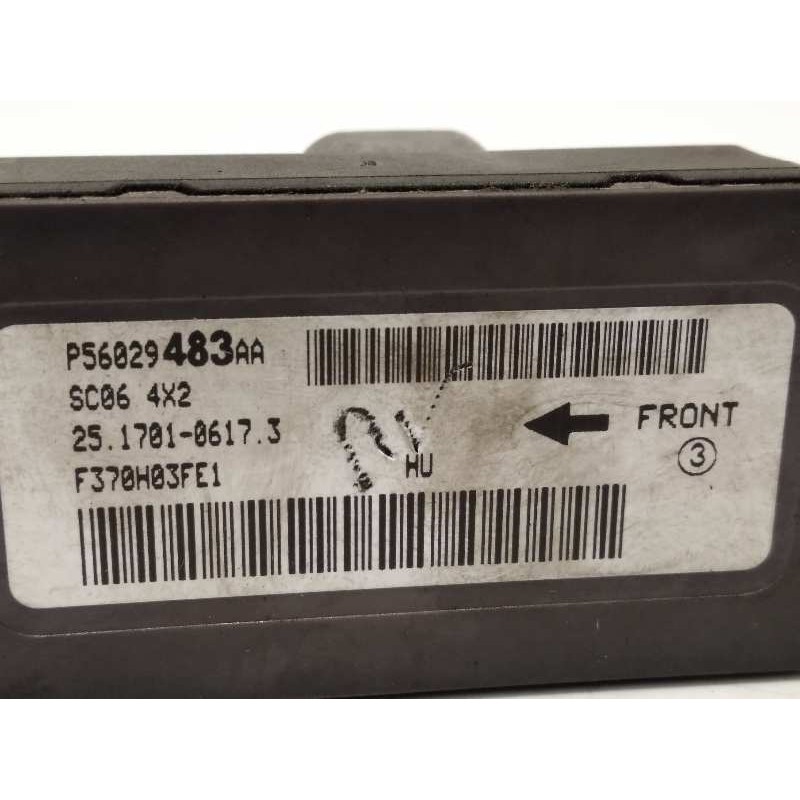 P56029483AA
SC06 4X2
25.1701-0617.3
F370H03FE1
HU
FRONT
3